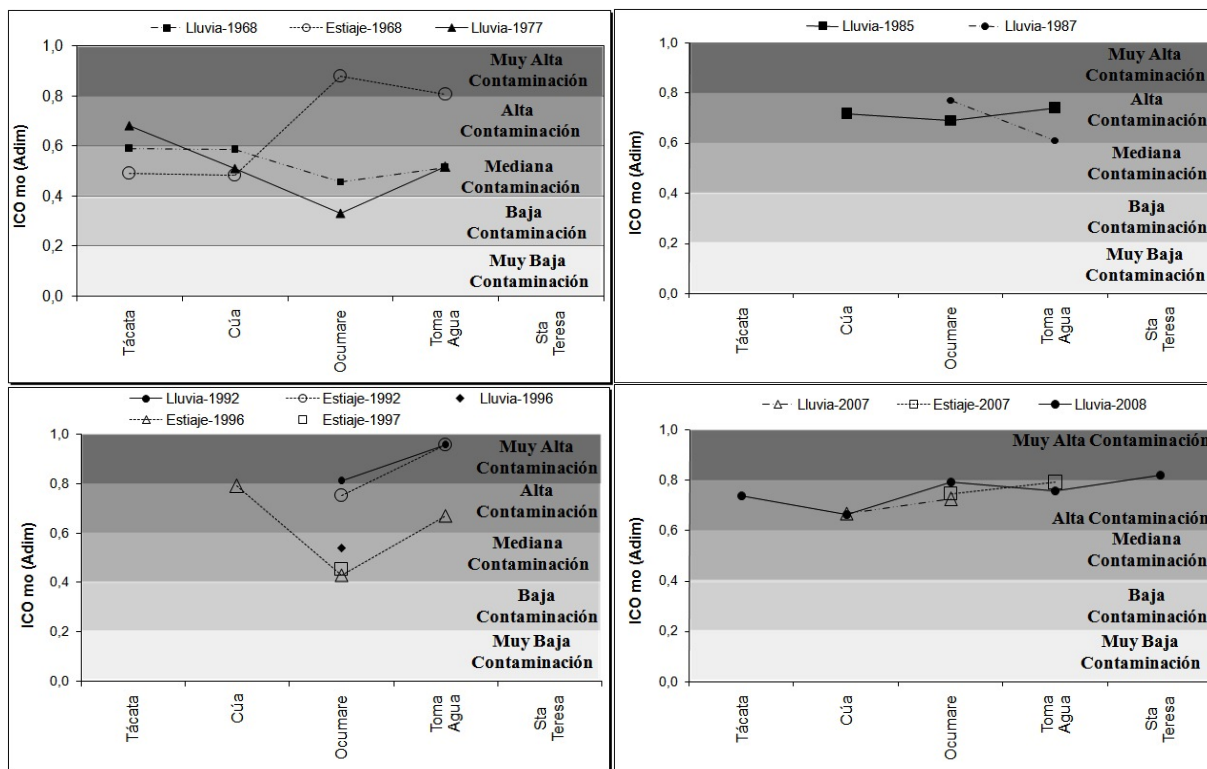 Lluvia-1968 Estiaje-1968 Lluvia-1977
ICO mo (Adim)
1,0
0,8
0,6
0,4
0,2
0,0
Muy Alta
Contaminación
Alta
Contaminación
Mediana
Contaminación
Baja
Contaminación
Muy Baja
Contaminación
Tácata
Cúa
Ocumare
Toma
Agua
Sta
Teresa
Lluvia-1985 Lluvia-1987
ICO mo (Adim)
1,0
0,8
0,6
0,4
0,2
0,0
Muy Alta
Contaminación
Alta
Contaminación
Mediana
Contaminación
Baja
Contaminación
Muy Baja
Contaminación
Tácata
Cúa
Ocumare
Toma
Agua
Sta
Teresa
Lluvia-1992 Estiaje-1992 Lluvia-1996
Estiaje-1996 Estiaje-1997
ICO mo (Adim)
1,0
0,8
0,6
0,4
0,2
0,0
Muy Alta
Contaminación
Alta
Contaminación
Mediana
Contaminación
Baja
Contaminación
Muy Baja
Contaminación
Tácata
Cúa
Ocumare
Toma
Agua
Sta
Teresa
Lluvia-2007 Estiaje-2007 Lluvia-2008
ICO mo (Adim)
1,0
0,8
0,6
0,4
0,2
0,0
Muy Alta Contaminación
Alta Contaminación
Mediana
Contaminación
Baja
Contaminación
Muy Baja
Contaminación
Tácata
Cúa
Ocumare
Toma
Agua
Sta
Teresa